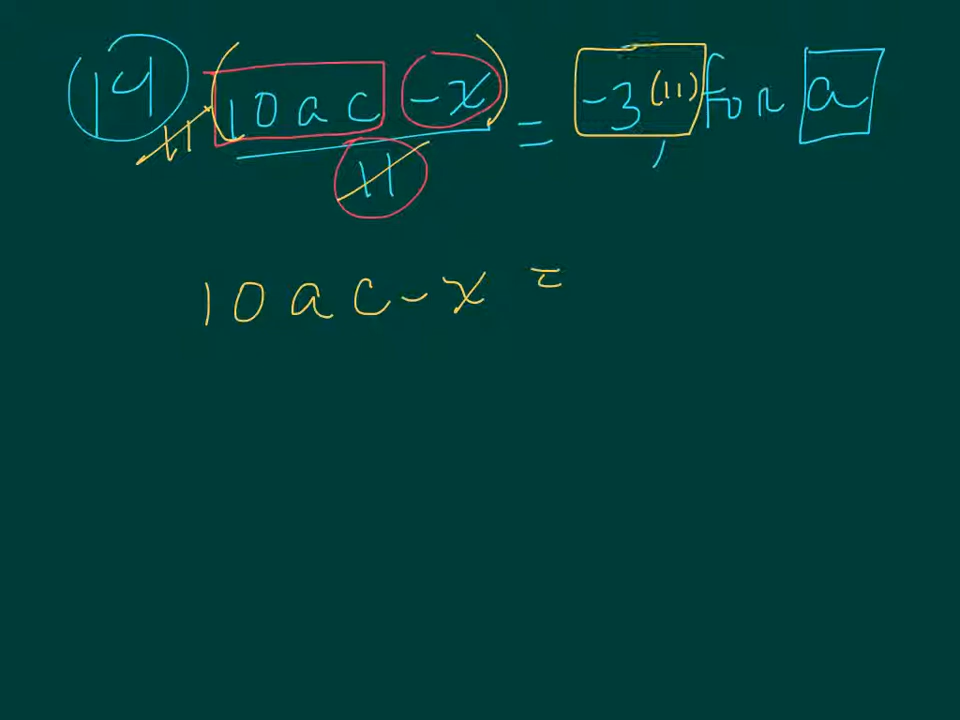 14 11·(10ac-x) = -3(11), for a
11
10ac-x =